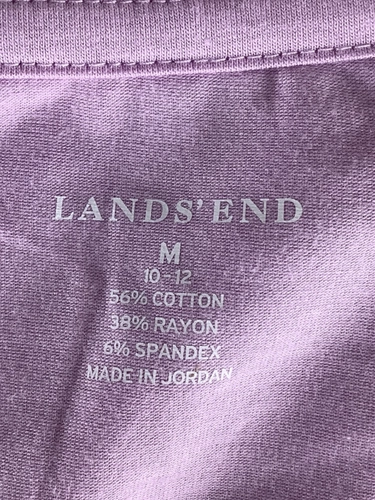 LANDS' END
M
10-12
56% COTTON
38% RAYON
6% SPANDEX
MADE IN JORDAN